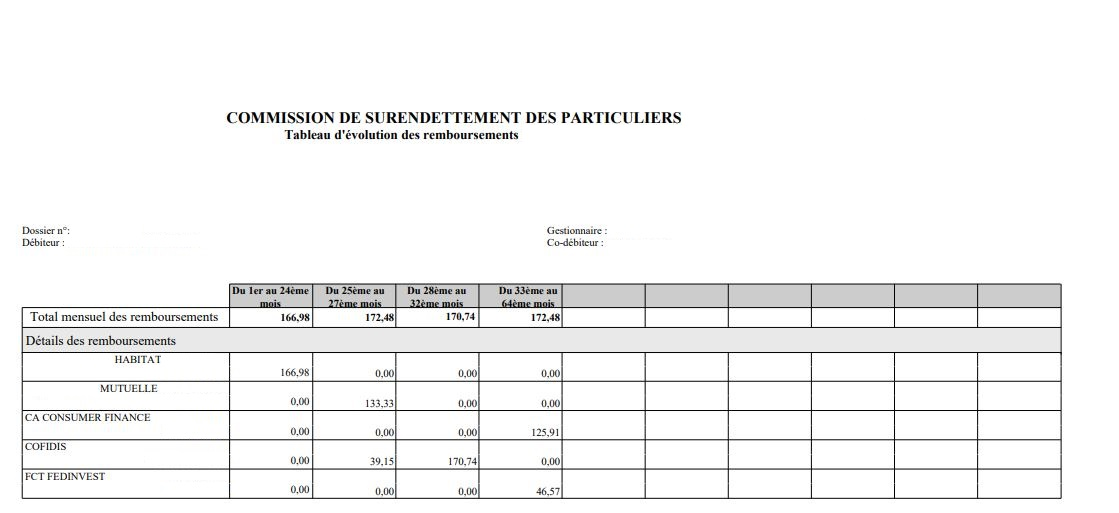 COMMISSION DE SURENDETTEMENT DES PARTICULIERS
Tableau d'évolution des remboursements
Dossier n°: Gestionnaire :
Débiteur : Co-débiteur :
Du 1er au 24ème mois Du 25ème au 27ème mois Du 28ème au 32ème mois Du 33ème au 64ème mois
Total mensuel des remboursements 166,98 172,48 170,74 172,48
Détails des remboursements
HABITAT 166,98 0,00 0,00 0,00
MUTUELLE 0,00 133,33 0,00 0,00
CA CONSUMER FINANCE 0,00 0,00 0,00 125,91
COFIDIS 0,00 39,15 170,74 0,00
FCT FEDINVEST 0,00 0,00 0,00 46,57